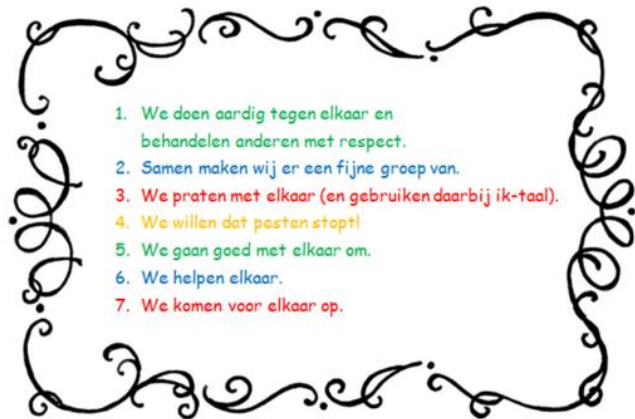 1. We doen aardig tegen elkaar en
behandelen anderen met respect.
2. Samen maken wij er een fijne groep van.
3. We praten met elkaar (en gebruiken daarbij ik-taal).
4. We willen dat pesten stopt!
5. We gaan goed met elkaar om.
6. We helpen elkaar.
7. We komen voor elkaar op.